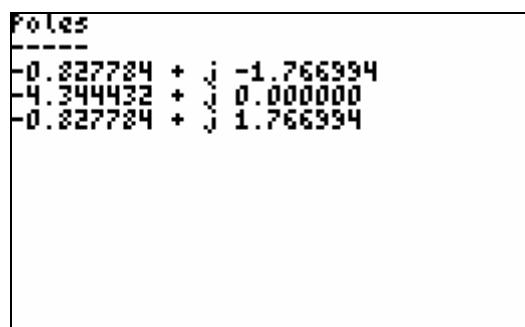 Poles
-----
-0.827784 + j -1.766994
-4.344432 + j 0.000000
-0.827784 + j 1.766994